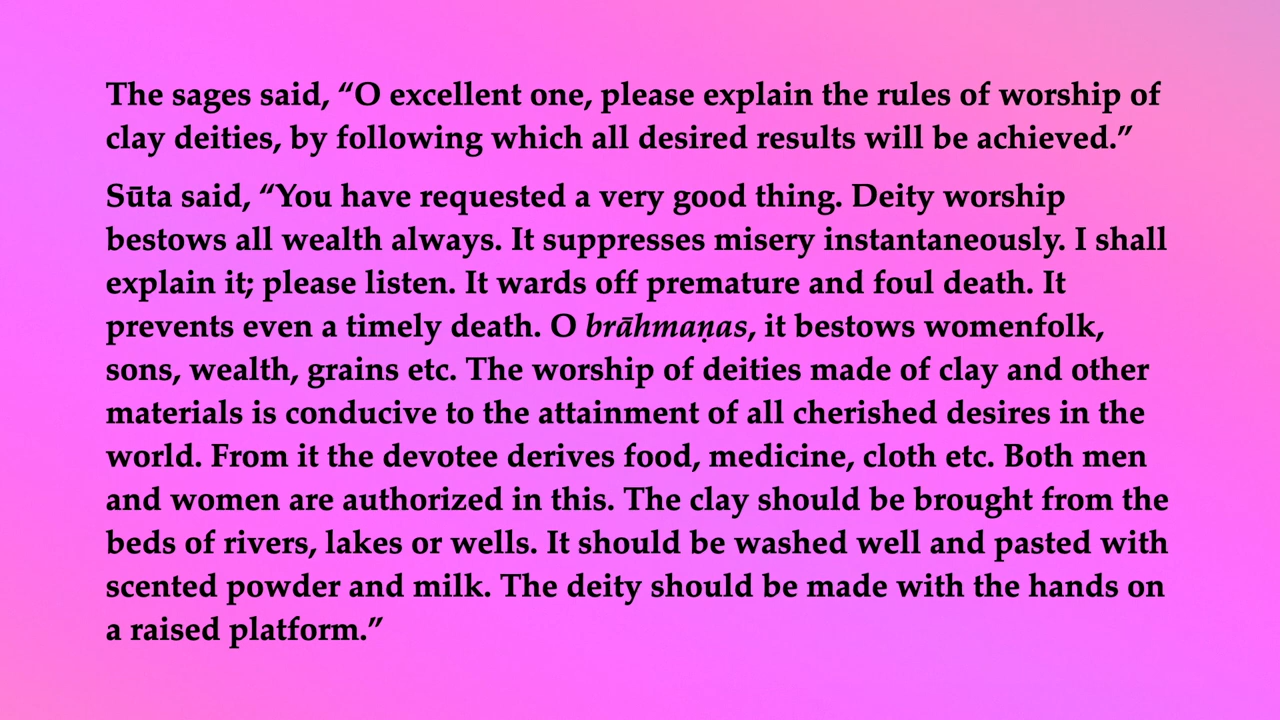 The sages said, “O excellent one, please explain the rules of worship of
clay deities, by following which all desired results will be achieved.”
Sūta said, “You have requested a very good thing. Deity worship
bestows all wealth always. It suppresses misery instantaneously. I shall
explain it; please listen. It wards off premature and foul death. It
prevents even a timely death. O brāhmaṇas, it bestows womenfolk,
sons, wealth, grains etc. The worship of deities made of clay and other
materials is conducive to the attainment of all cherished desires in the
world. From it the devotee derives food, medicine, cloth etc. Both men
and women are authorized in this. The clay should be brought from the
beds of rivers, lakes or wells. It should be washed well and pasted with
scented powder and milk. The deity should be made with the hands on
a raised platform.”